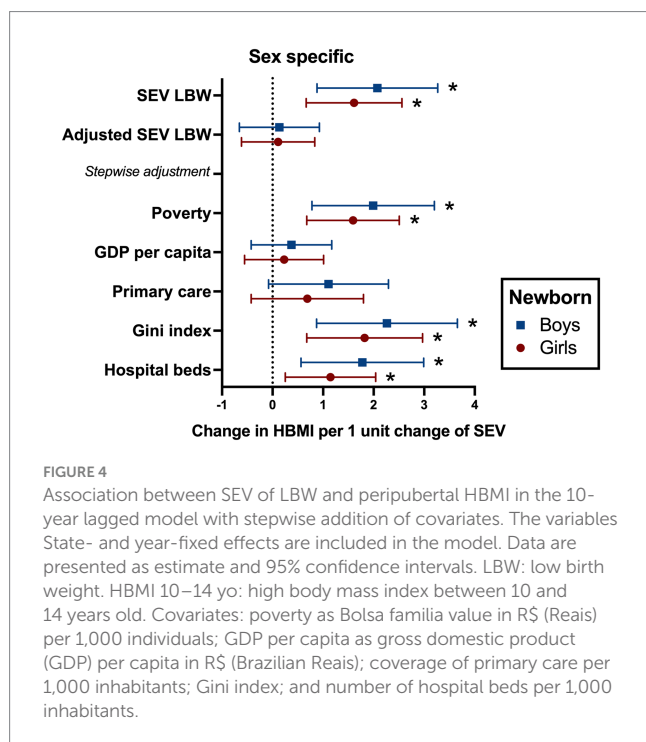 Sex specific
SEV LBW
*
*
Adjusted SEV LBW
Stepwise adjustment
Poverty
*
*
GDP per capita
Primary care
Gini index
*
*
Hospital beds
*
*
-1 0 1 2 3 4
Change in HBMI per 1 unit change of SEV
Newborn
Boys
Girls
FIGURE 4
Association between SEV of LBW and peripubertal HBMI in the 10-
year lagged model with stepwise addition of covariates. The variables
State- and year-fixed effects are included in the model. Data are
presented as estimate and 95% confidence intervals. LBW: low birth
weight. HBMI 10–14 yo: high body mass index between 10 and
14 years old. Covariates: poverty as Bolsa familia value in R$ (Reais)
per 1,000 individuals; GDP per capita as gross domestic product
(GDP) per capita in R$ (Brazilian Reais); coverage of primary care per
1,000 inhabitants; Gini index; and number of hospital beds per 1,000
inhabitants.